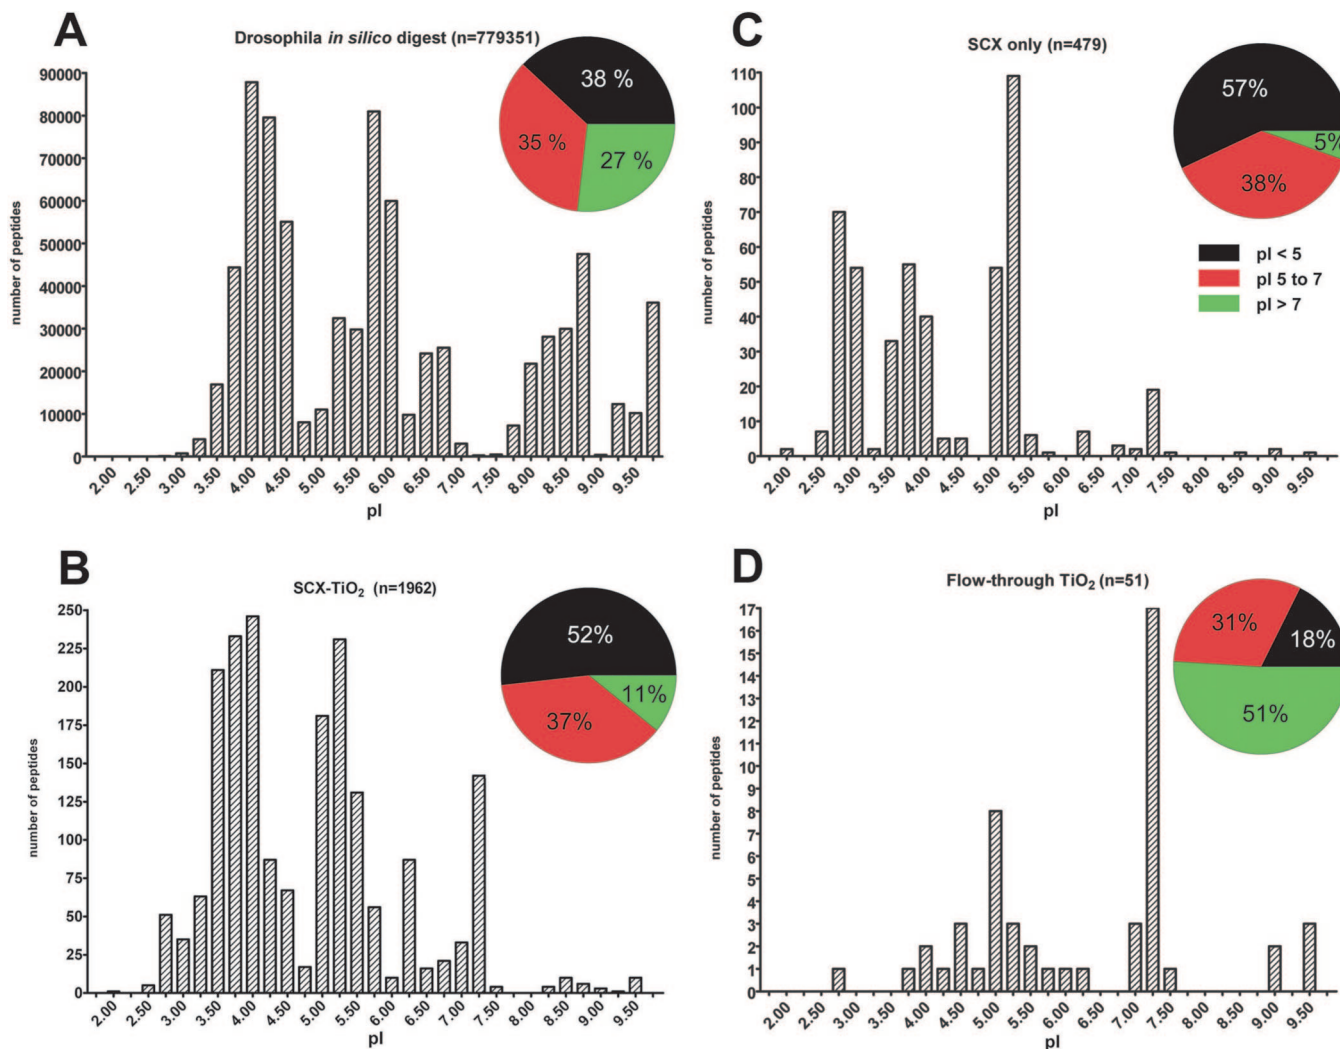 A
Drosophila in silico digest (n=779351)
38 %
35 %
27 %
number of peptides
90000
80000
70000
60000
50000
40000
30000
20000
10000
0
2.00 2.50 3.00 3.50 4.00 4.50 5.00 5.50 6.00 6.50 7.00 7.50 8.00 8.50 9.00 9.50
pI
C
SCX only (n=479)
57%
5%
38%
pI < 5
pI 5 to 7
pI > 7
number of peptides
110
100
90
80
70
60
50
40
30
20
10
0
2.00 2.50 3.00 3.50 4.00 4.50 5.00 5.50 6.00 6.50 7.00 7.50 8.00 8.50 9.00 9.50
pI
B
SCX-TiO₂ (n=1962)
52%
11%
37%
number of peptides
250
225
200
175
150
125
100
75
50
25
0
2.00 2.50 3.00 3.50 4.00 4.50 5.00 5.50 6.00 6.50 7.00 7.50 8.00 8.50 9.00 9.50
pI
D
Flow-through TiO₂ (n=51)
31%
18%
51%
number of peptides
17
16
15
14
13
12
11
10
9
8
7
6
5
4
3
2
1
0
2.00 2.50 3.00 3.50 4.00 4.50 5.00 5.50 6.00 6.50 7.00 7.50 8.00 8.50 9.00 9.50
pI